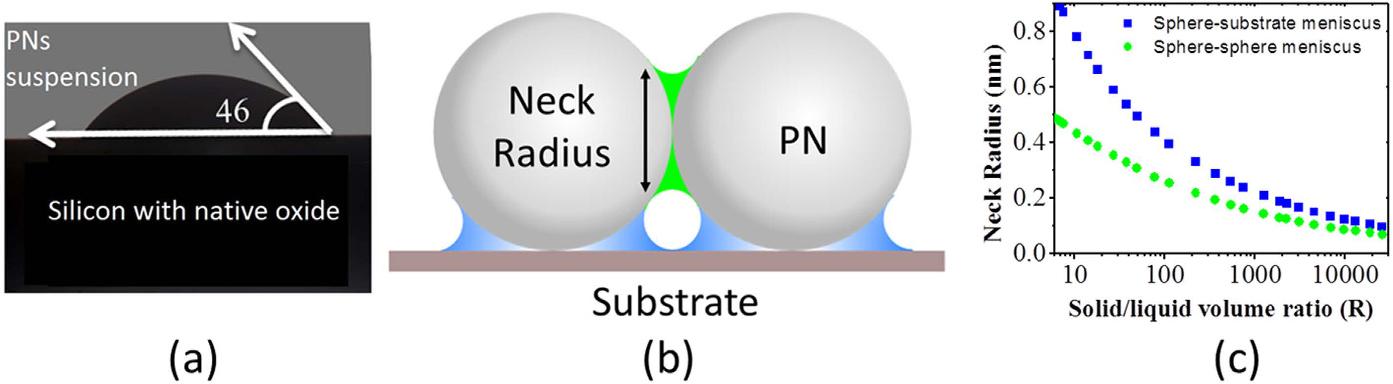 PNs
suspension
46
Silicon with native oxide
(a)
Neck
Radius
PN
Substrate
(b)
Sphere-substrate meniscus
Sphere-sphere meniscus
Neck Radius (nm)
0.8
0.6
0.4
0.2
0.0
10 100 1000 10000
Solid/liquid volume ratio (R)
(c)